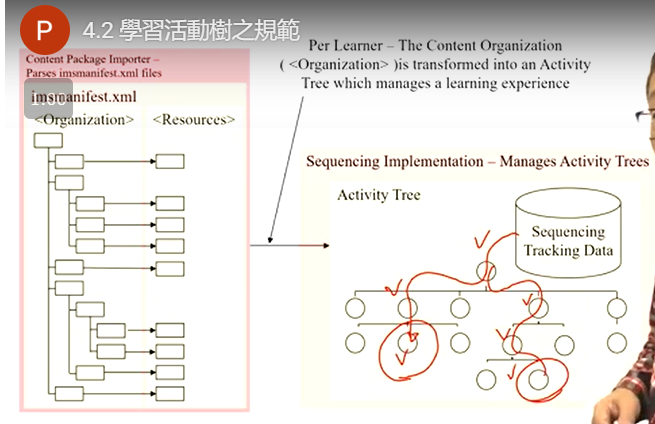 P
4.2 學習活動樹之規範
Content Package Importer –
Parses imsmanifest.xml files
imsmanifest.xml
<Organization>
<Resources>
Per Learner – The Content Organization
( <Organization> )is transformed into an Activity
Tree which manages a learning experience
Sequencing Implementation – Manages Activity Trees
Activity Tree
Sequencing
Tracking Data